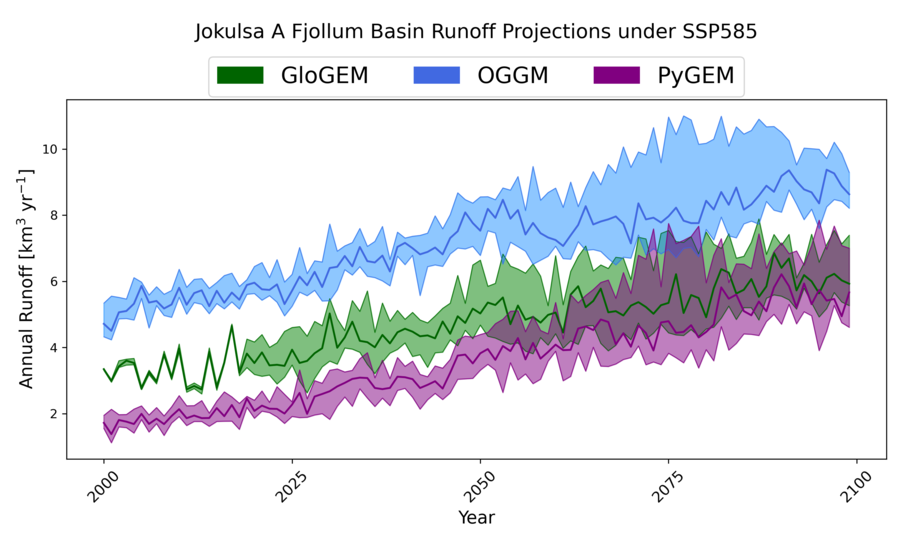 Jokulsa A Fjollum Basin Runoff Projections under SSP585
GloGEM OGGM PyGEM
Annual Runoff [km³ yr⁻¹]
10
8
6
4
2
2000 2025 2050 2075 2100
Year